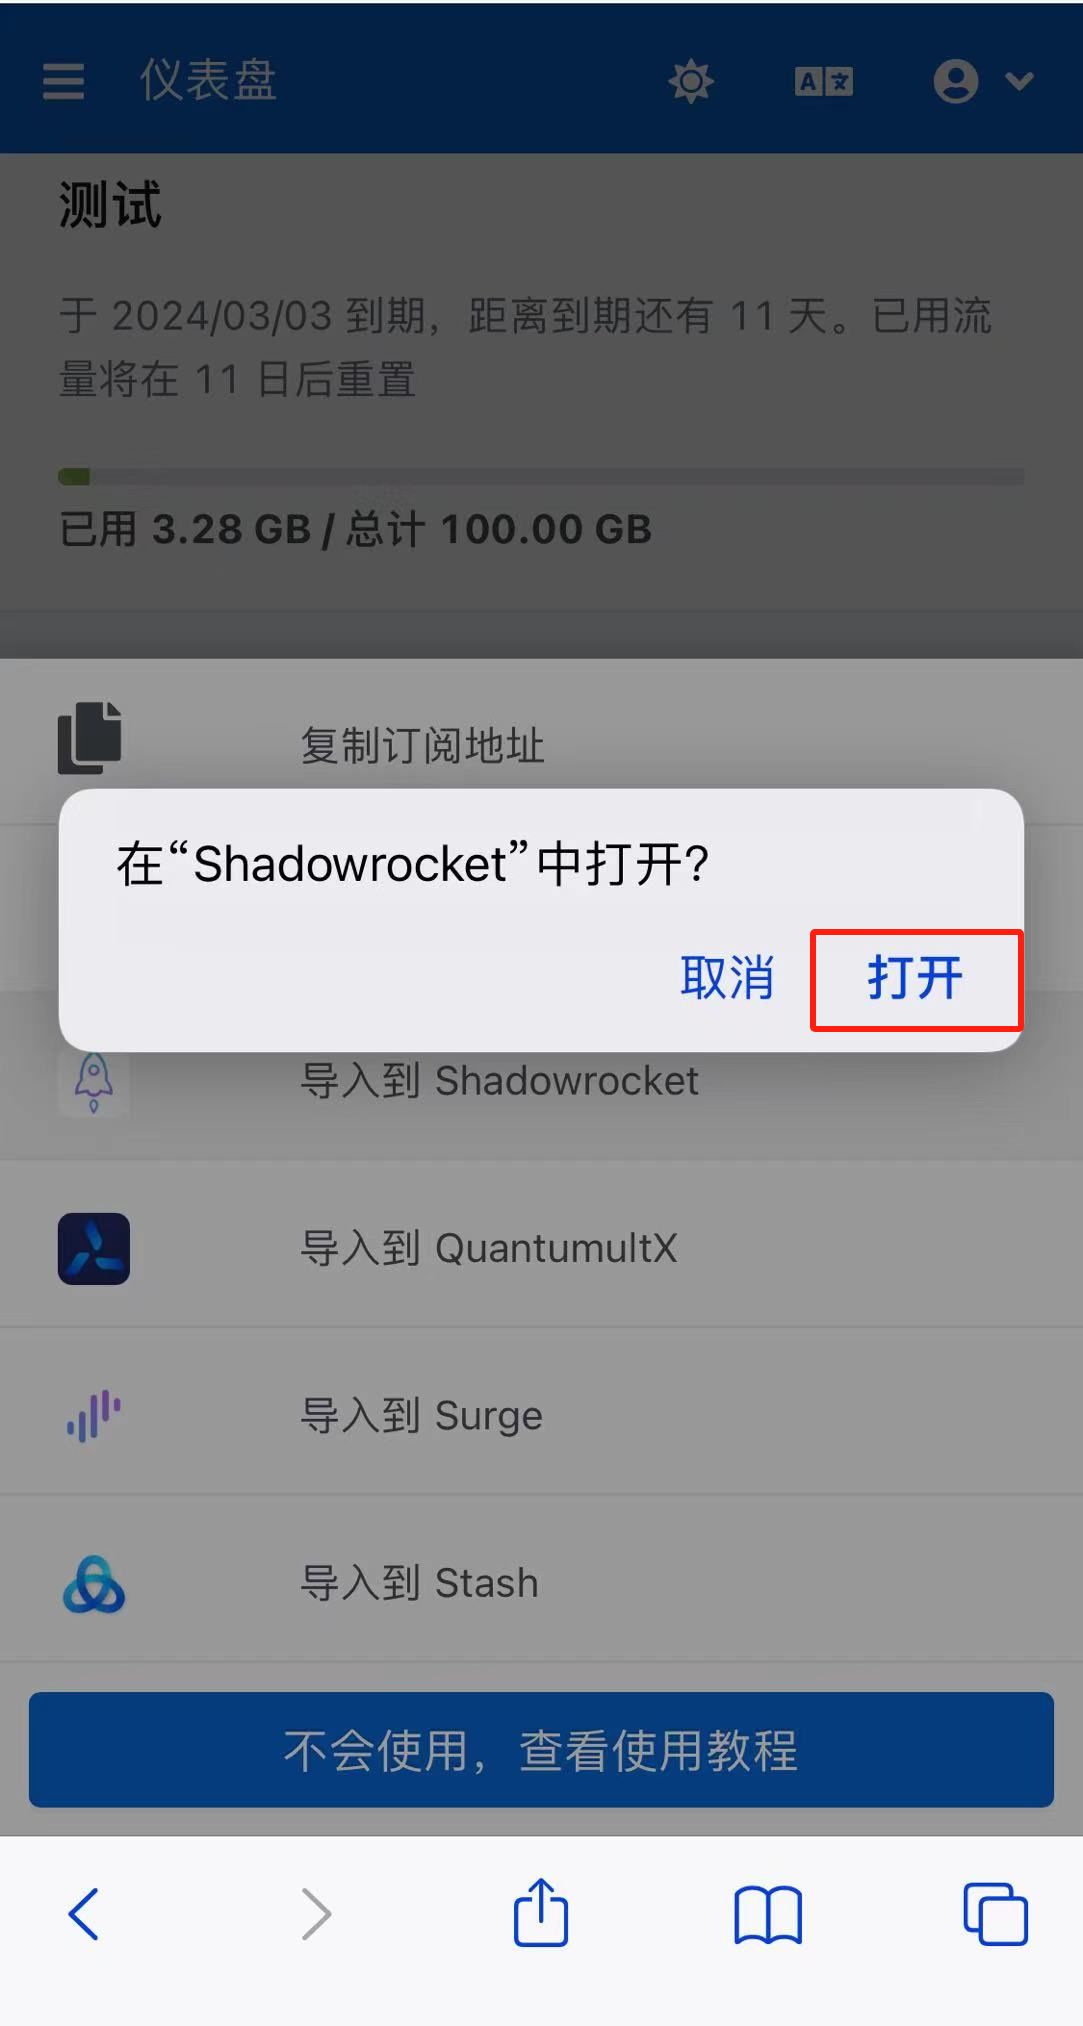 仪表盘
A 文
测试
于 2024/03/03 到期，距离到期还有 11 天。已用流
量将在 11 日后重置
已用 3.28 GB / 总计 100.00 GB
复制订阅地址
在“Shadowrocket”中打开?
取消 打开
导入到 Shadowrocket
导入到 QuantumultX
导入到 Surge
导入到 Stash
不会使用，查看使用教程